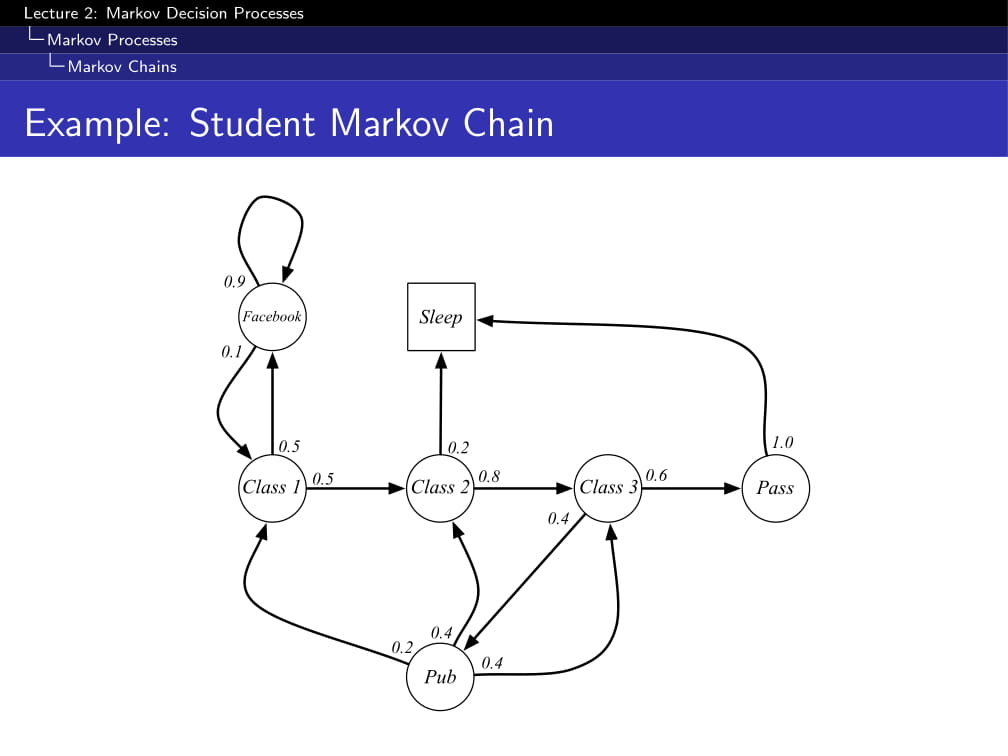 Lecture 2: Markov Decision Processes
Markov Processes
Markov Chains
Example: Student Markov Chain
0.9
Facebook
Sleep
0.1
0.5
0.2
1.0
Class 1
0.5
Class 2
0.8
Class 3
0.6
Pass
0.4
0.4
0.2
0.4
Pub